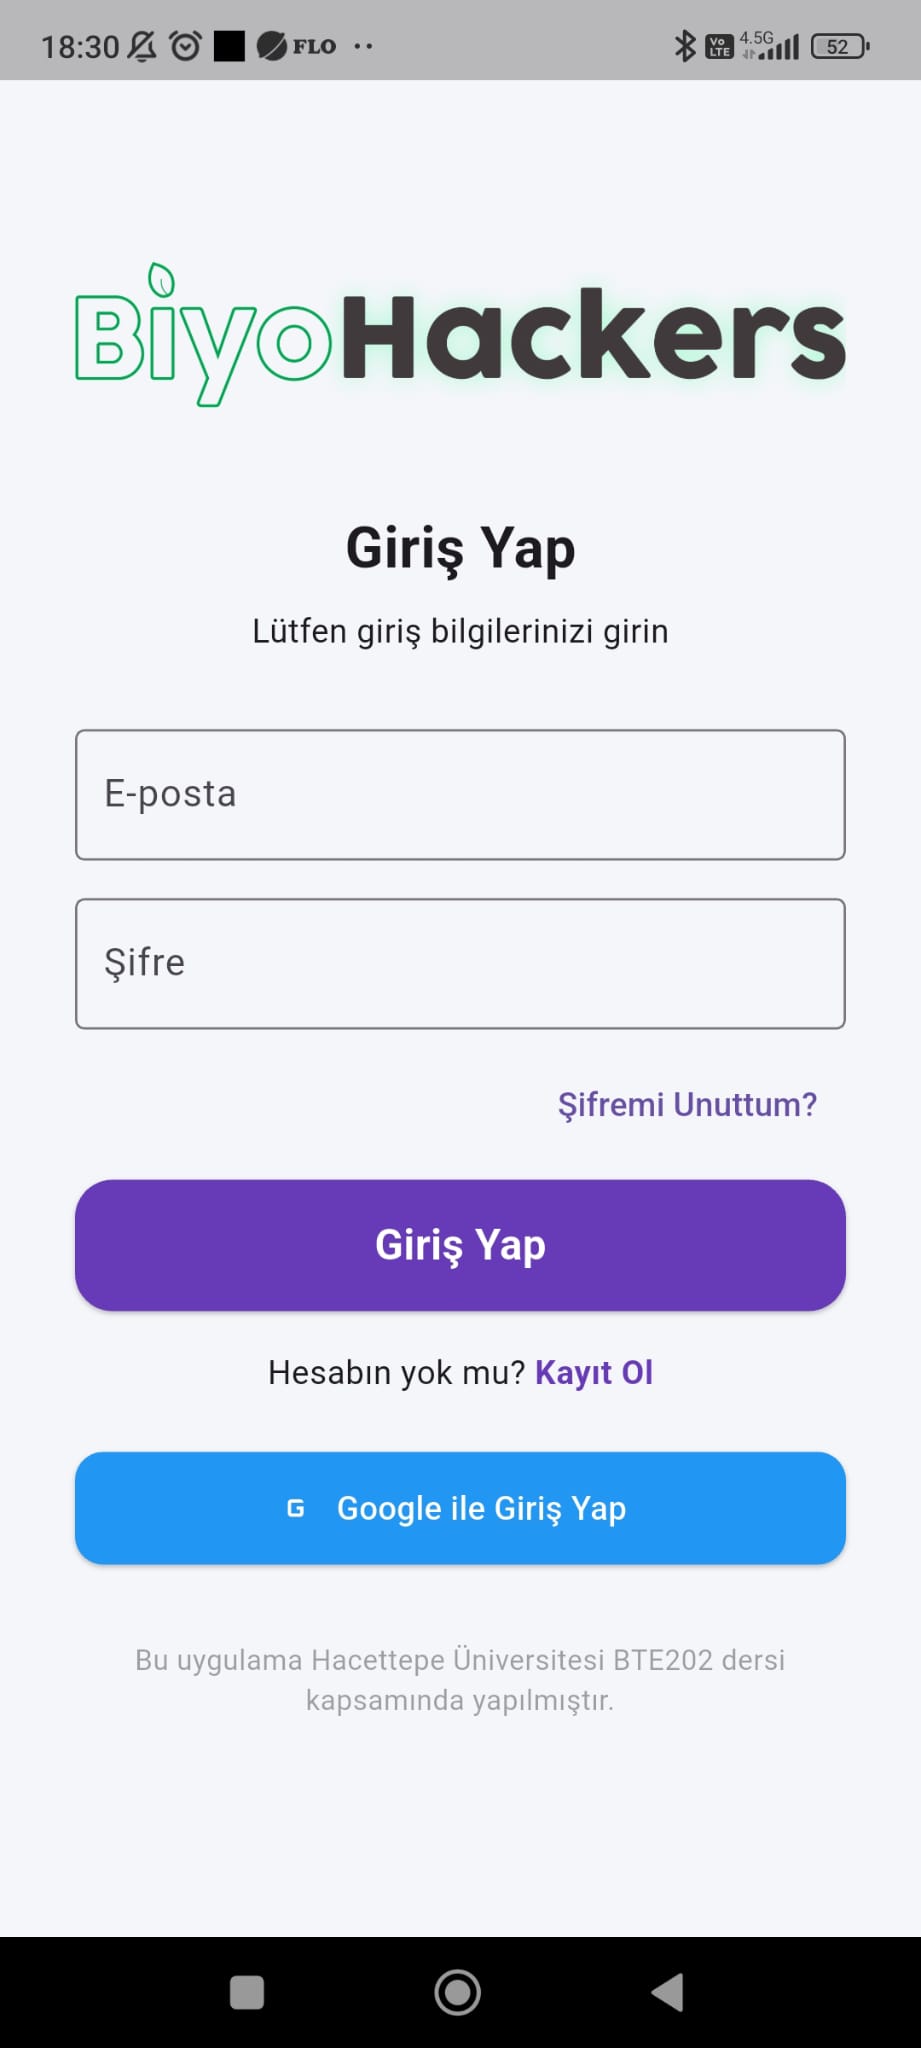 18:30 FLO
Vo LTE 4.5G 52
BiyoHackers
Giriş Yap
Lütfen giriş bilgilerinizi girin
E-posta
Şifre
Şifremi Unuttum?
Giriş Yap
Hesabın yok mu? Kayıt Ol
G Google ile Giriş Yap
Bu uygulama Hacettepe Üniversitesi BTE202 dersi
kapsamında yapılmıştır.